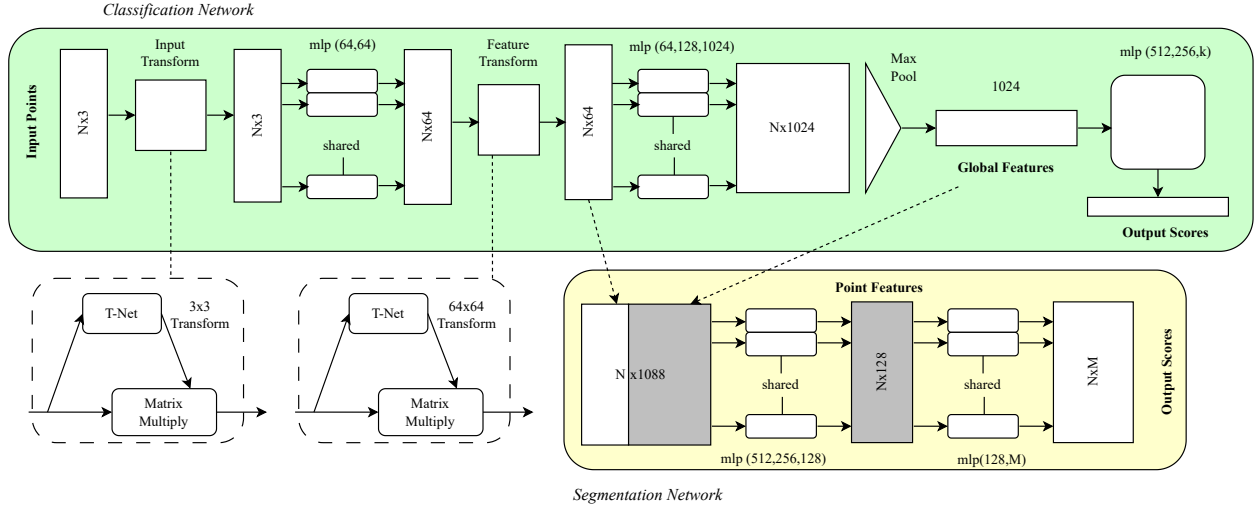 Classification Network
Input Points
Nx3
Input
Transform
Nx3
mlp (64,64)
shared
Nx64
Feature
Transform
Nx64
mlp (64,128,1024)
shared
Nx1024
Max
Pool
1024
Global Features
mlp (512,256,k)
Output Scores
T-Net
3x3
Transform
Matrix
Multiply
T-Net
64x64
Transform
Matrix
Multiply
Point Features
N x1088
shared
mlp (512,256,128)
Nx128
shared
mlp(128,M)
NxM
Output Scores
Segmentation Network